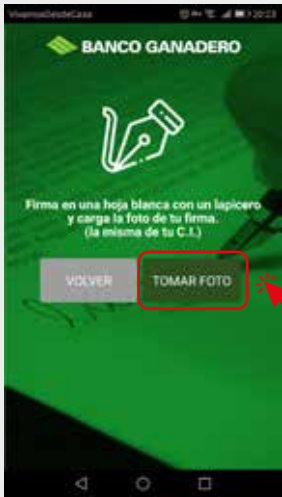 VivamosDesdeCasa 20:23
BANCO GANADERO
Firma en una hoja blanca con un lapicero
y carga la foto de tu firma.
(la misma de tu C.I.)
VOLVER TOMAR FOTO